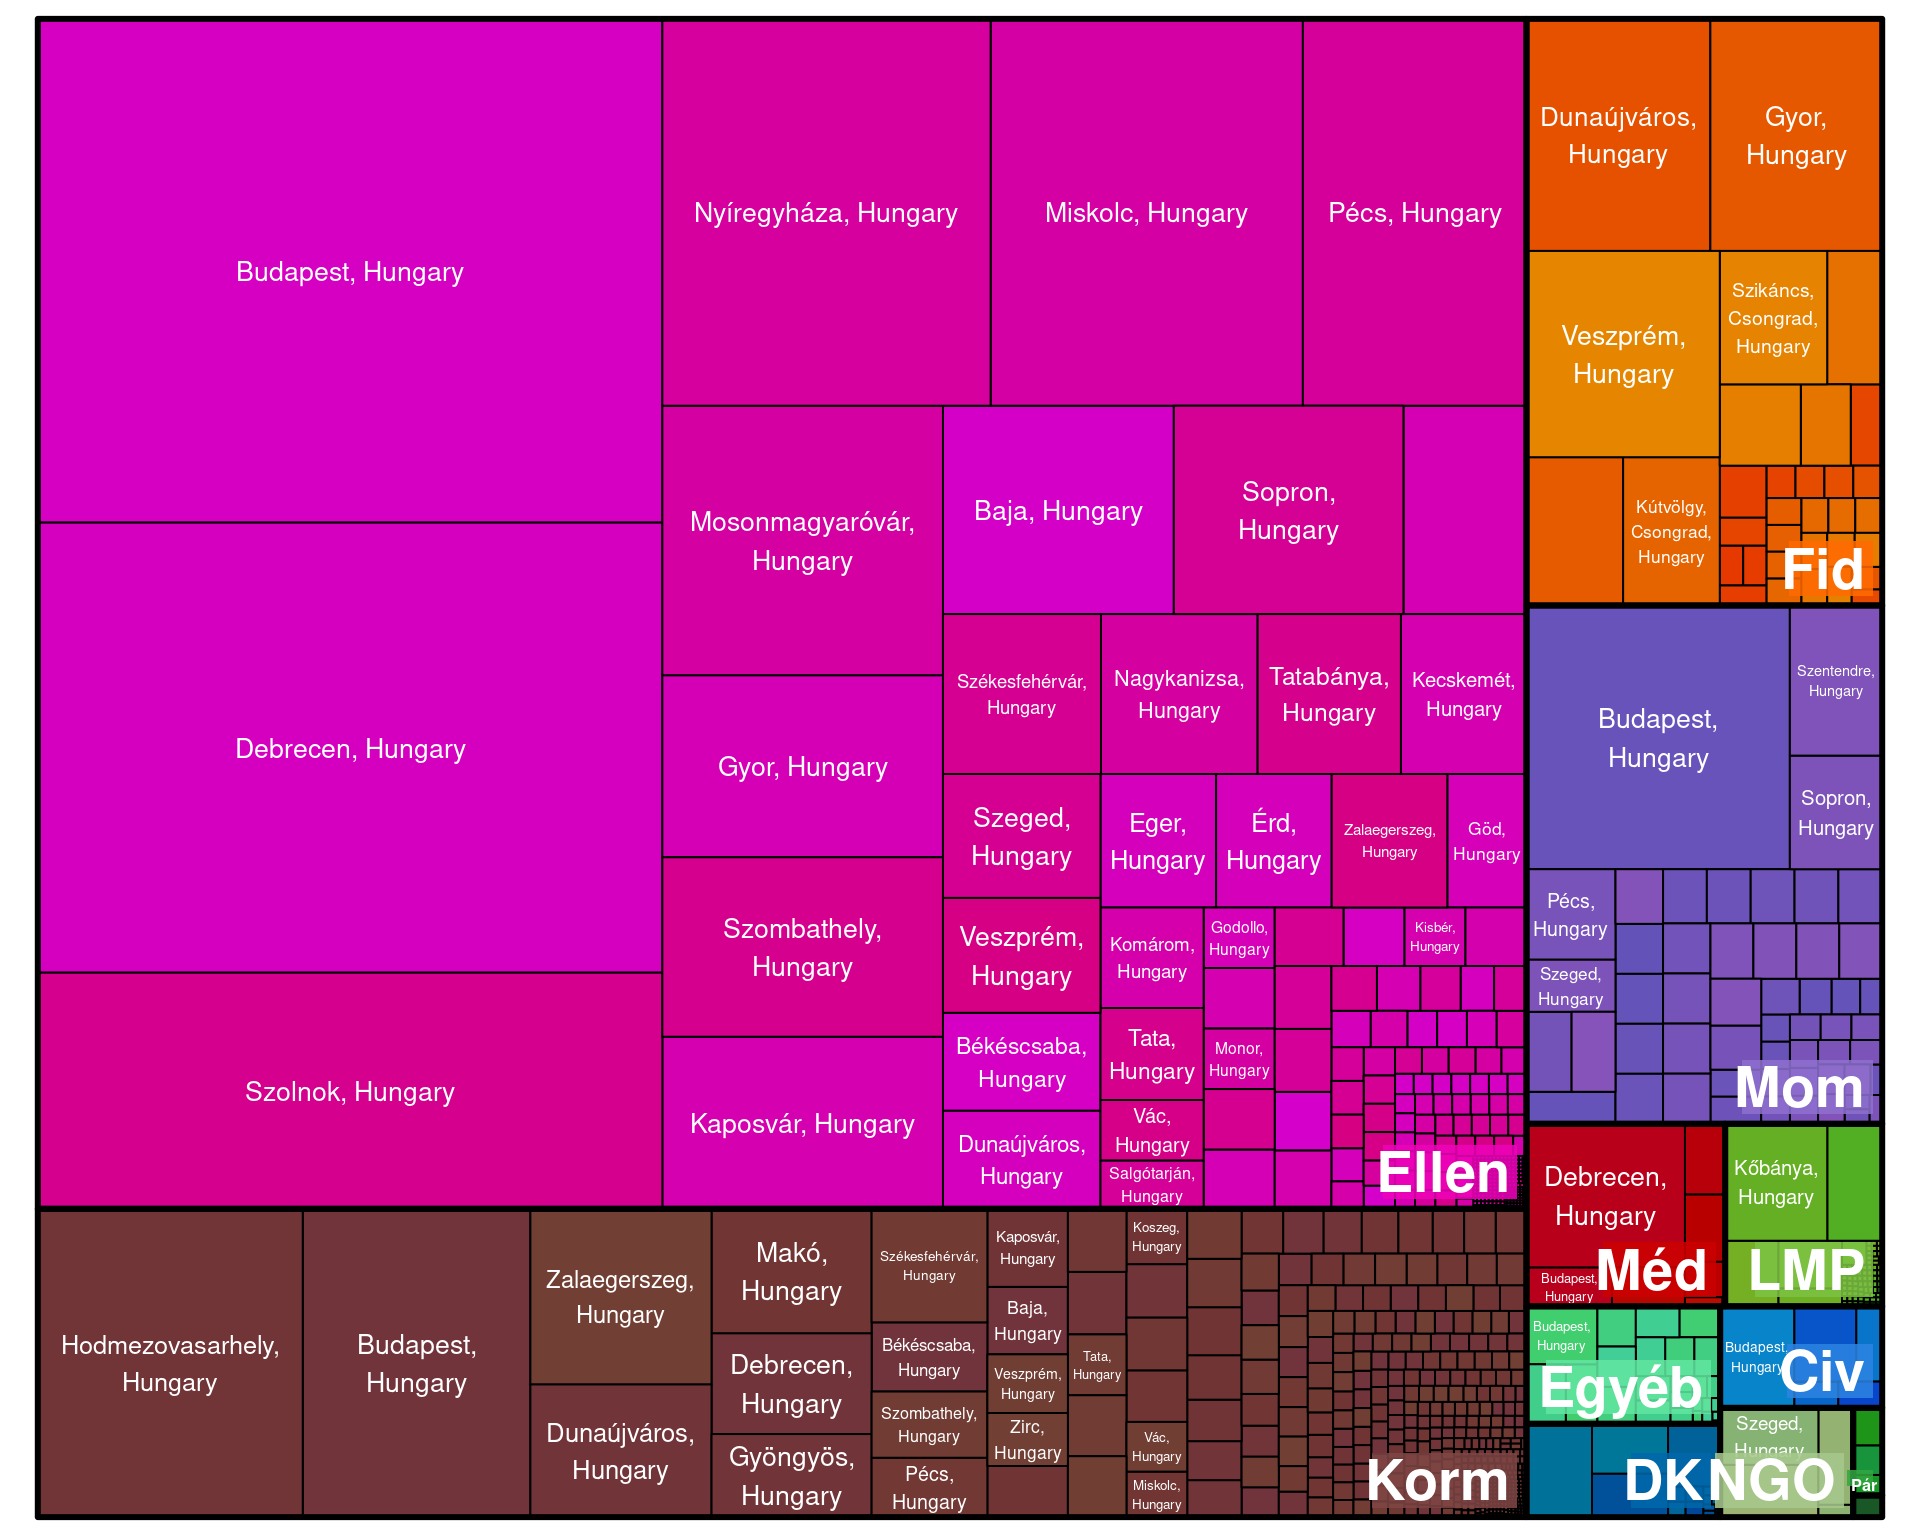 Budapest, Hungary
Debrecen, Hungary
Szolnok, Hungary
Nyíregyháza, Hungary
Miskolc, Hungary
Pécs, Hungary
Mosonmagyaróvár,
Hungary
Gyor, Hungary
Szombathely,
Hungary
Kaposvár, Hungary
Baja, Hungary
Sopron,
Hungary
Székesfehérvár,
Hungary
Nagykanizsa,
Hungary
Tatabánya,
Hungary
Kecskemét,
Hungary
Szeged,
Hungary
Veszprém,
Hungary
Békéscsaba,
Hungary
Dunaújváros,
Hungary
Eger,
Hungary
Érd,
Hungary
Zalaegerszeg,
Hungary
Göd,
Hungary
Komárom,
Hungary
Tata,
Hungary
Vác,
Hungary
Salgótarján,
Hungary
Godollo,
Hungary
Monor,
Hungary
Kisbér,
Hungary
Ellen
Dunaújváros,
Hungary
Gyor,
Hungary
Veszprém,
Hungary
Szikáncs,
Csongrad,
Hungary
Kútvölgy,
Csongrad,
Hungary
Fid
Budapest,
Hungary
Szentendre,
Hungary
Sopron,
Hungary
Pécs,
Hungary
Szeged,
Hungary
Mom
Debrecen,
Hungary
Budapest,
Hungary
Méd
Kőbánya,
Hungary
LMP
Budapest,
Hungary
Egyéb
Budapest,
Hungary
Civ
DK
Szeged,
Hungary
NGO
Pár
Hodmezovasarhely,
Hungary
Budapest,
Hungary
Zalaegerszeg,
Hungary
Dunaújváros,
Hungary
Makó,
Hungary
Debrecen,
Hungary
Gyöngyös,
Hungary
Székesfehérvár,
Hungary
Békéscsaba,
Hungary
Szombathely,
Hungary
Pécs,
Hungary
Kaposvár,
Hungary
Baja,
Hungary
Veszprém,
Hungary
Zirc,
Hungary
Tata,
Hungary
Koszeg,
Hungary
Vác,
Hungary
Miskolc,
Hungary
Korm